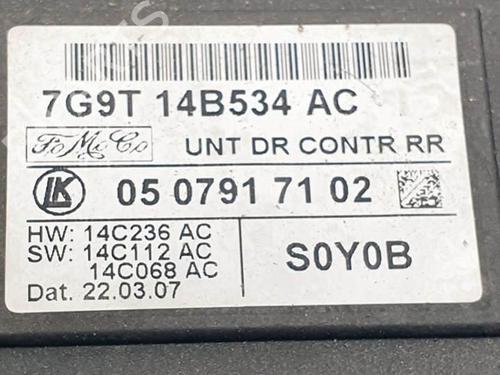 7G9T 14B534 AC
FoMoCo UNT DR CONTR RR
LK 05 0791 71 02
HW: 14C236 AC
SW: 14C112 AC
14C068 AC S0Y0B
Dat. 22.03.07